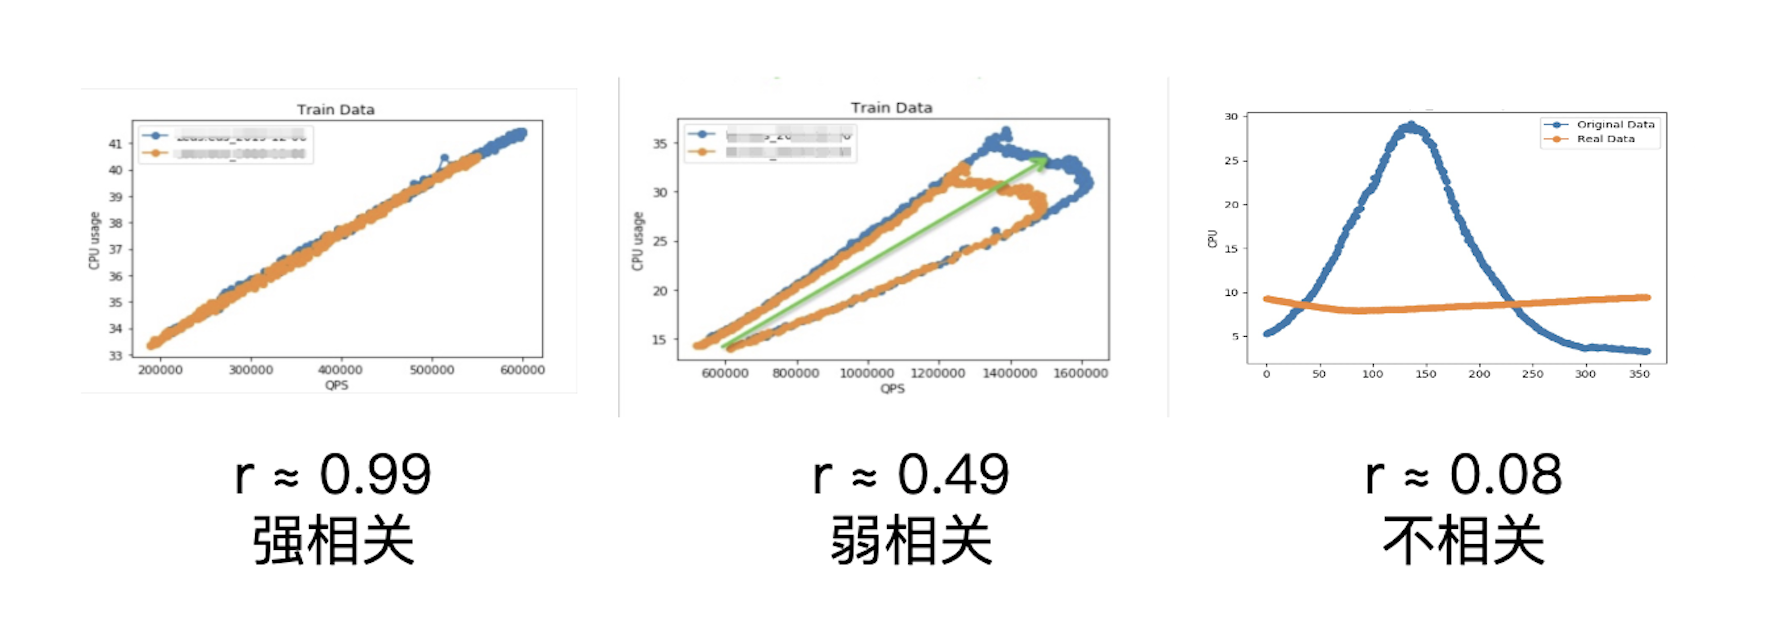 Train Data
41
40
39
38
37
36
35
34
33
CPU usage
200000 300000 400000 500000 600000
QPS
r ≈ 0.99
强相关
Train Data
35
30
25
20
15
CPU usage
600000 800000 1000000 1200000 1400000 1600000
QPS
r ≈ 0.49
弱相关
Original Data
Real Data
30
25
20
15
10
5
CPU
0 50 100 150 200 250 300 350
r ≈ 0.08
不相关